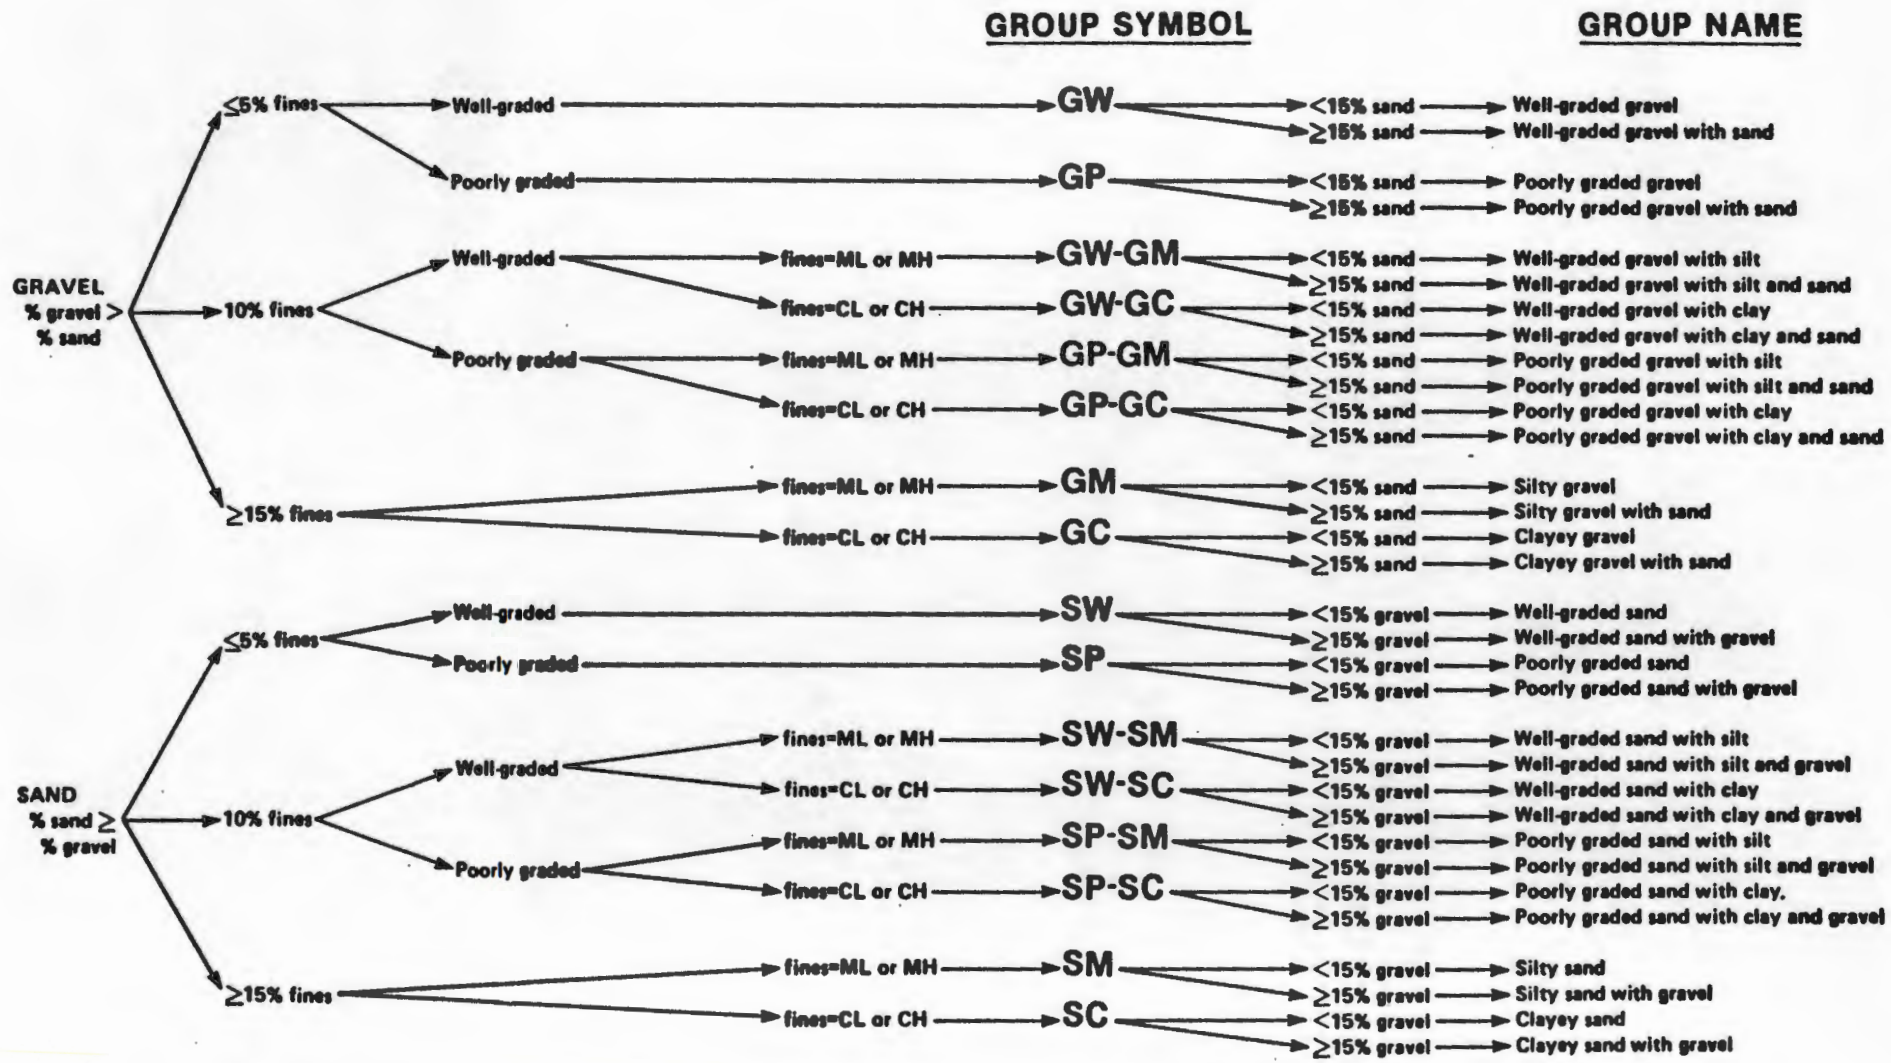 GROUP SYMBOL GROUP NAME
≤5% fines Well-graded GW <15% sand Well-graded gravel
≥15% sand Well-graded gravel with sand
Poorly graded GP <15% sand Poorly graded gravel
≥15% sand Poorly graded gravel with sand
Well-graded fines=ML or MH GW-GM <15% sand Well-graded gravel with silt
≥15% sand Well-graded gravel with silt and sand
GRAVEL
% gravel >
% sand
10% fines fines=CL or CH GW-GC <15% sand Well-graded gravel with clay
≥15% sand Well-graded gravel with clay and sand
Poorly graded fines=ML or MH GP-GM <15% sand Poorly graded gravel with silt
≥15% sand Poorly graded gravel with silt and sand
fines=CL or CH GP-GC <15% sand Poorly graded gravel with clay
≥15% sand Poorly graded gravel with clay and sand
fines=ML or MH GM <15% sand Silty gravel
≥15% fines ≥15% sand Silty gravel with sand
fines=CL or CH GC <15% sand Clayey gravel
≥15% sand Clayey gravel with sand
Well-graded SW <15% gravel Well-graded sand
≤5% fines ≥15% gravel Well-graded sand with gravel
Poorly graded SP <15% gravel Poorly graded sand
≥15% gravel Poorly graded sand with gravel
fines=ML or MH SW-SM <15% gravel Well-graded sand with silt
Well-graded ≥15% gravel Well-graded sand with silt and gravel
fines=CL or CH SW-SC <15% gravel Well-graded sand with clay
SAND
% sand ≥
% gravel
10% fines ≥15% gravel Well-graded sand with clay and gravel
fines=ML or MH SP-SM <15% gravel Poorly graded sand with silt
Poorly graded ≥15% gravel Poorly graded sand with silt and gravel
fines=CL or CH SP-SC <15% gravel Poorly graded sand with clay.
≥15% gravel Poorly graded sand with clay and gravel
fines=ML or MH SM <15% gravel Silty sand
≥15% fines ≥15% gravel Silty sand with gravel
fines=CL or CH SC <15% gravel Clayey sand
≥15% gravel Clayey sand with gravel